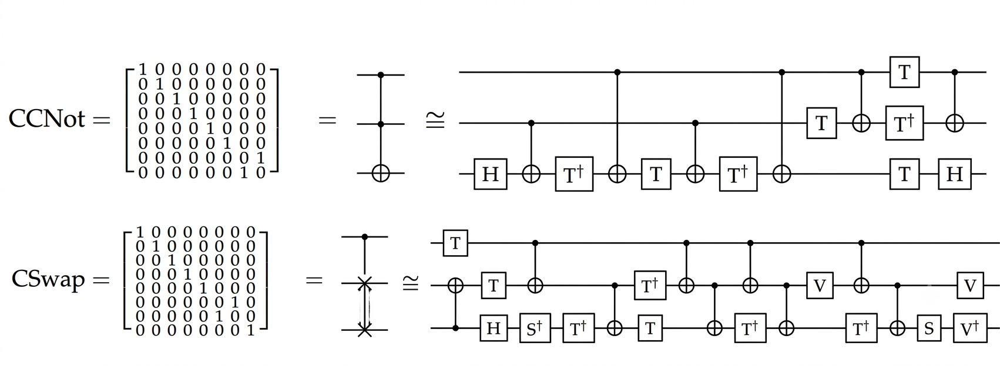 1 0 0 0 0 0 0 0
0 1 0 0 0 0 0 0
0 0 1 0 0 0 0 0
0 0 0 1 0 0 0 0
CCNot = = ≅
0 0 0 0 1 0 0 0
0 0 0 0 0 1 0 0
0 0 0 0 0 0 0 1
0 0 0 0 0 0 1 0
T
T T†
H T† T T† T H
1 0 0 0 0 0 0 0
0 1 0 0 0 0 0 0
0 0 1 0 0 0 0 0
0 0 0 1 0 0 0 0
CSwap = = ≅
0 0 0 0 1 0 0 0
0 0 0 0 0 0 1 0
0 0 0 0 0 1 0 0
0 0 0 0 0 0 0 1
T
T T† V V
H S† T† T T† T† S V†